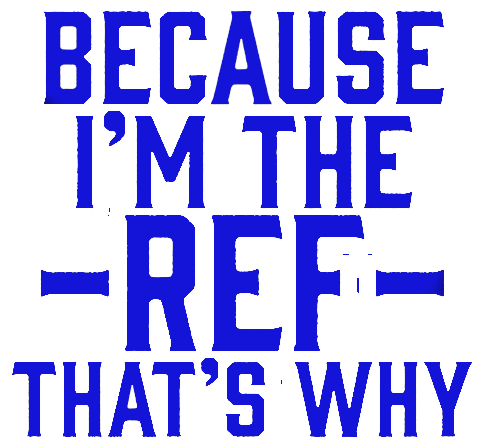 BECAUSE
I'M THE
-REF-
THAT'S WHY